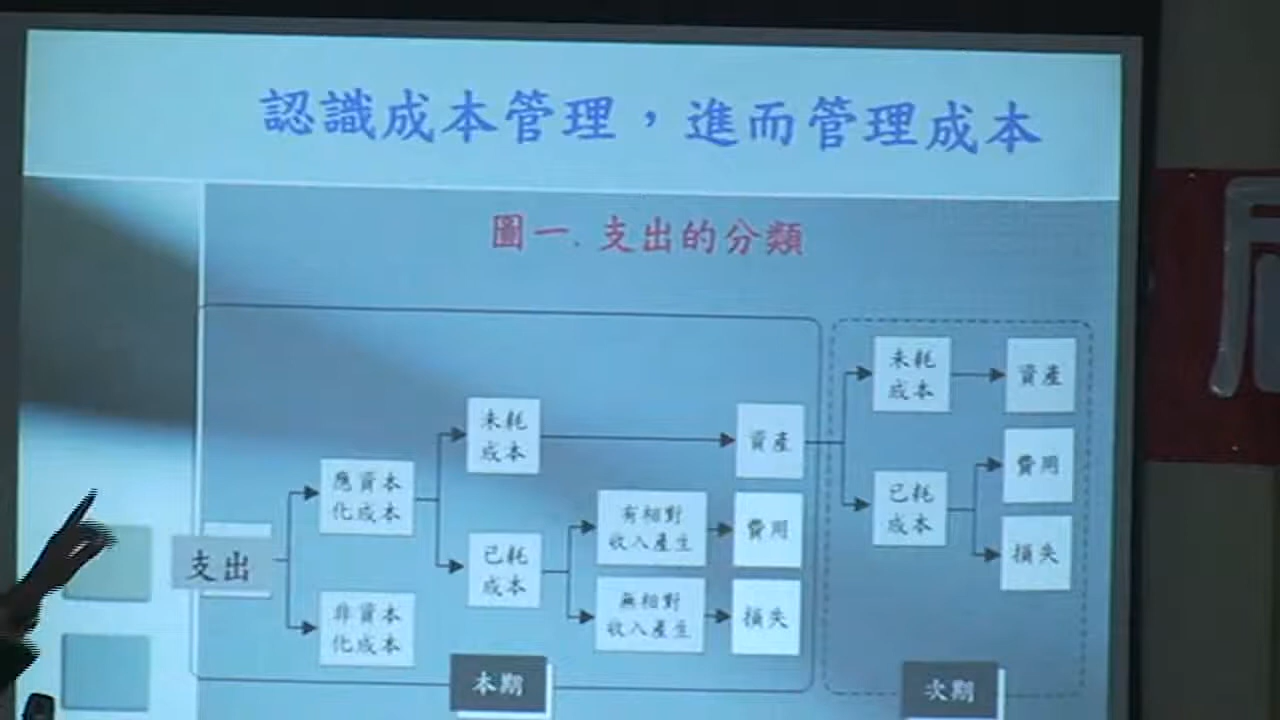 認識成本管理，進而管理成本
圖一. 支出的分類
支出
應資本
化成本
非資本
化成本
未耗
成本
已耗
成本
有相對
收入產生
無相對
收入產生
資產
費用
損失
本期
未耗
成本
已耗
成本
資產
費用
損失
次期